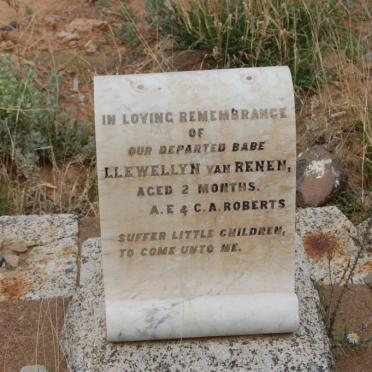 IN LOVING REMEMBRANCE
OF
OUR DEPARTED BABE
LLEWELLYN VAN RENEN,
AGED 2 MONTHS.
A.E & C.A. ROBERTS
SUFFER LITTLE CHILDREN,
TO COME UNTO ME.